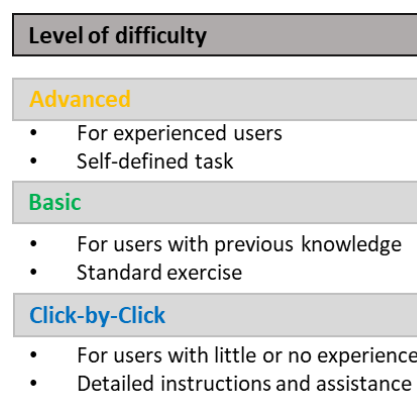 Level of difficulty
Advanced
• For experienced users
• Self-defined task
Basic
• For users with previous knowledge
• Standard exercise
Click-by-Click
• For users with little or no experience
• Detailed instructions and assistance